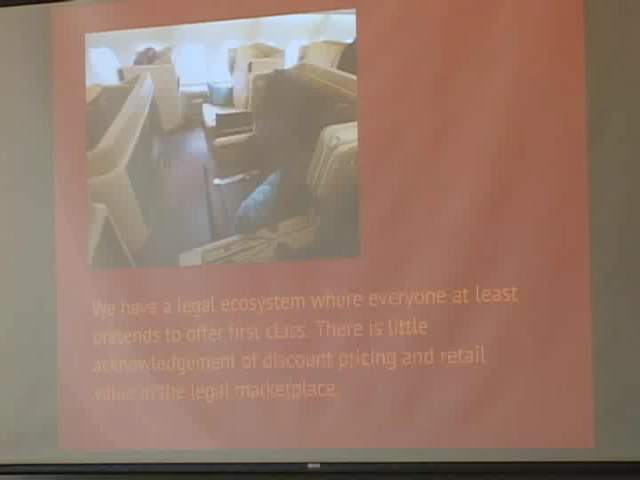 We have a legal ecosystem where everyone at least
pretends to offer first class. There is little
acknowledgement of discount pricing and retail
value in the legal marketplace.